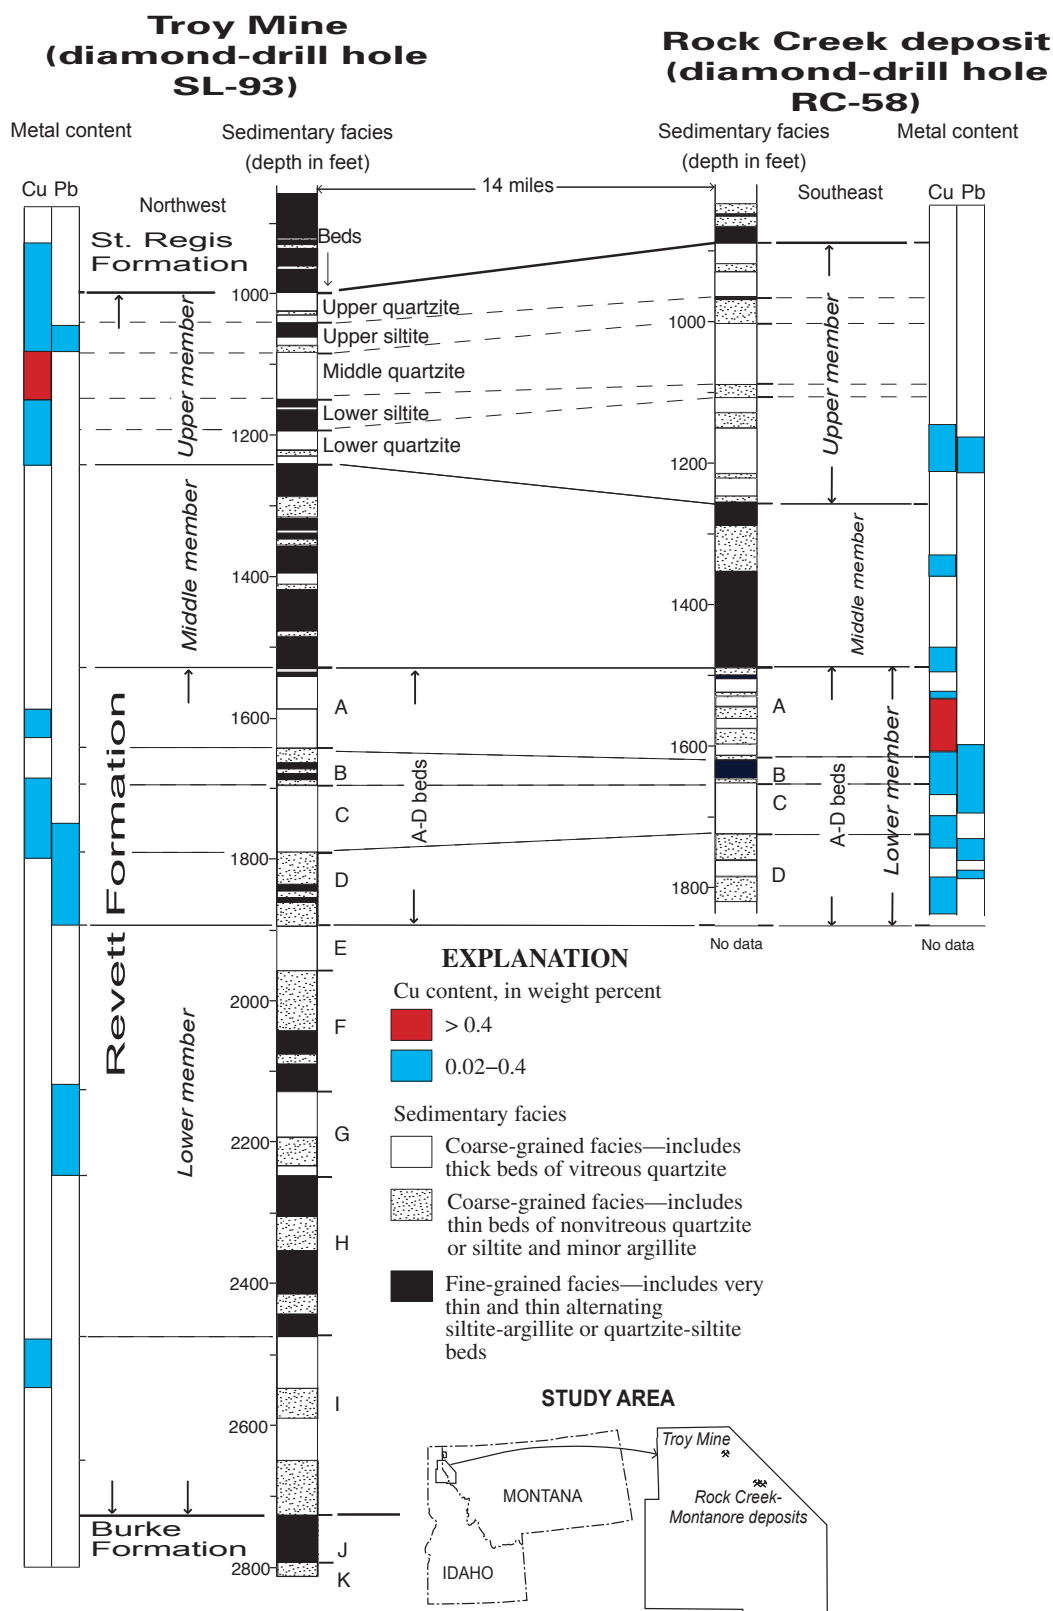 Troy Mine
(diamond-drill hole
SL-93)
Rock Creek deposit
(diamond-drill hole
RC-58)
Metal content
Sedimentary facies
(depth in feet)
Sedimentary facies
(depth in feet)
Metal content
Cu Pb
Northwest
14 miles
Southeast
Cu Pb
St. Regis
Formation
Beds
1000
Upper quartzite
Upper siltite
Middle quartzite
Lower siltite
Lower quartzite
1200
1400
1600
1800
2000
2200
2400
2600
2800
Upper member
Middle member
Revett Formation
Lower member
A
B
C
D
E
F
G
H
I
J
K
A-D beds
Burke
Formation
1000
1200
1400
1600
1800
Upper member
Middle member
Lower member
A-D beds
A
B
C
D
No data
No data
EXPLANATION
Cu content, in weight percent
> 0.4
0.02–0.4
Sedimentary facies
Coarse-grained facies—includes
thick beds of vitreous quartzite
Coarse-grained facies—includes
thin beds of nonvitreous quartzite
or siltite and minor argillite
Fine-grained facies—includes very
thin and thin alternating
siltite-argillite or quartzite-siltite
beds
STUDY AREA
Troy Mine
Rock Creek-
Montanore deposits
MONTANA
IDAHO